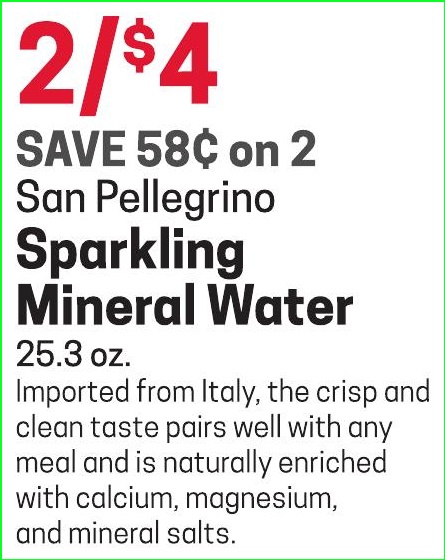 2/$4
SAVE 58¢ on 2
San Pellegrino
Sparkling
Mineral Water
25.3 oz.
Imported from Italy, the crisp and
clean taste pairs well with any
meal and is naturally enriched
with calcium, magnesium,
and mineral salts.